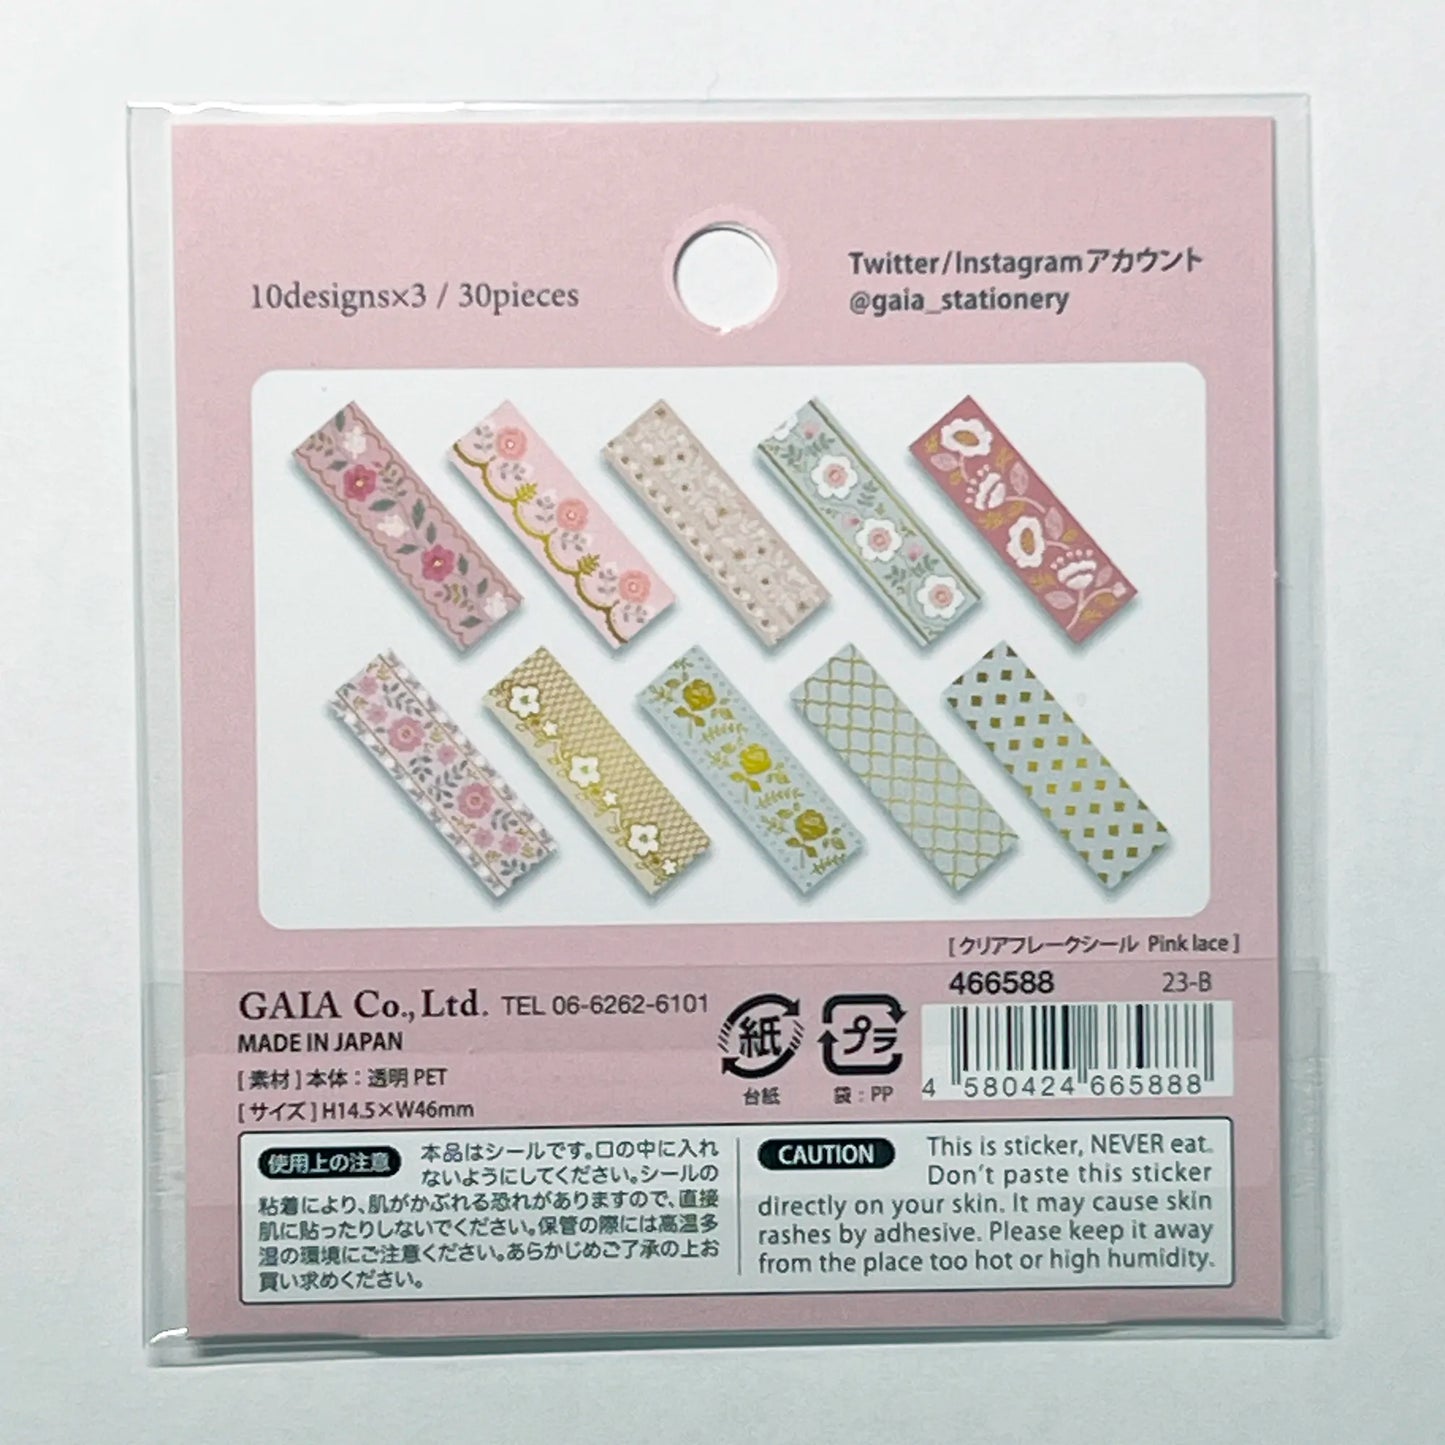 10designs×3 / 30pieces
Twitter/Instagramアカウント
@gaia_stationery
[ クリアフレークシール Pink lace ]
466588 23-B
GAIA Co.,Ltd. TEL 06-6262-6101
MADE IN JAPAN
[ 素材 ] 本体：透明 PET
[ サイズ ] H14.5×W46mm
紙
台紙
プラ
袋：PP
4 580424 665888
使用上の注意
本品はシールです。口の中に入れ
ないようにしてください。シールの
粘着により、肌がかぶれる恐れがありますので、直接
肌に貼ったりしないでください。保管の際には高温多
湿の環境にご注意ください。あらかじめご了承の上お
買い求めください。
CAUTION
This is sticker, NEVER eat.
Don't paste this sticker
directly on your skin. It may cause skin
rashes by adhesive. Please keep it away
from the place too hot or high humidity.